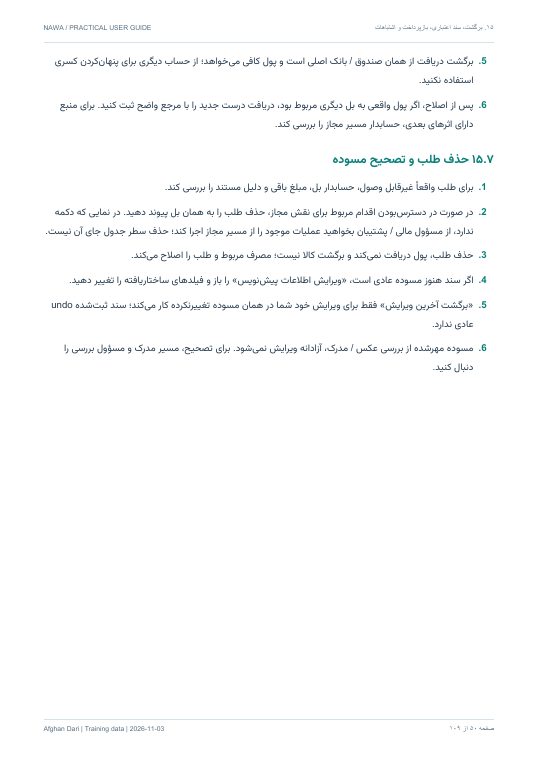 ۱۵. برگشت، سند اعتباری، بازپرداخت و اشتباهات
NAWA / PRACTICAL USER GUIDE
5. برگشت دریافت از همان صندوق / بانک اصلی است و پول کافی می‌خواهد؛ از حساب دیگری برای پنهان‌کردن کسری
استفاده نکنید.
6. پس از اصلاح، اگر پول واقعی به بل دیگری مربوط بود، دریافت درست جدید را با مرجع واضح ثبت کنید. برای منبع
دارای اثرهای بعدی، حسابدار مسیر مجاز را بررسی کند.
۱۵.۷ حذف طلب و تصحیح مسوده
1. برای طلب واقعاً غیرقابل وصول، حسابدار بل، مبلغ باقی و دلیل مستند را بررسی کند.
2. در صورت در دسترس‌بودن اقدام مربوط برای نقش مجاز، حذف طلب را به همان بل پیوند دهید. در نمایی که دکمه
ندارد، از مسؤول مالی / پشتیبان بخواهید عملیات موجود را از مسیر مجاز اجرا کند؛ حذف سطر جدول جای آن نیست.
3. حذف طلب، پول دریافت نمی‌کند و برگشت کالا نیست؛ مصرف مربوط و طلب را اصلاح می‌کند.
4. اگر سند هنوز مسوده عادی است، «ویرایش اطلاعات پیش‌نویس» را باز و فیلدهای ساختاریافته را تغییر دهید.
5. «برگشت آخرین ویرایش» فقط برای ویرایش خود شما در همان مسوده تغییرنکرده کار می‌کند؛ سند ثبت‌شده undo
عادی ندارد.
6. مسوده مهرشده از بررسی عکس / مدرک، آزادانه ویرایش نمی‌شود. برای تصحیح، مسیر مدرک و مسؤول بررسی را
دنبال کنید.
صفحه ۵۰ از ۱۰۹
Afghan Dari | Training data | 2026-11-03